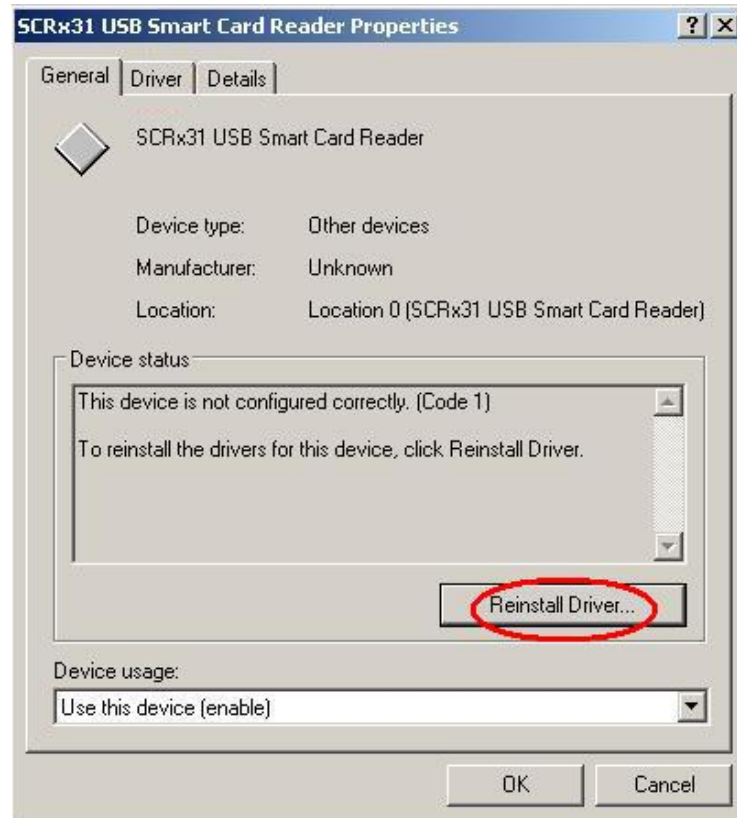 SCRx31 USB Smart Card Reader Properties
General Driver Details
SCRx31 USB Smart Card Reader
Device type: Other devices
Manufacturer: Unknown
Location: Location 0 (SCRx31 USB Smart Card Reader)
Device status
This device is not configured correctly. (Code 1)
To reinstall the drivers for this device, click Reinstall Driver.
Reinstall Driver...
Device usage:
Use this device (enable)
OK Cancel